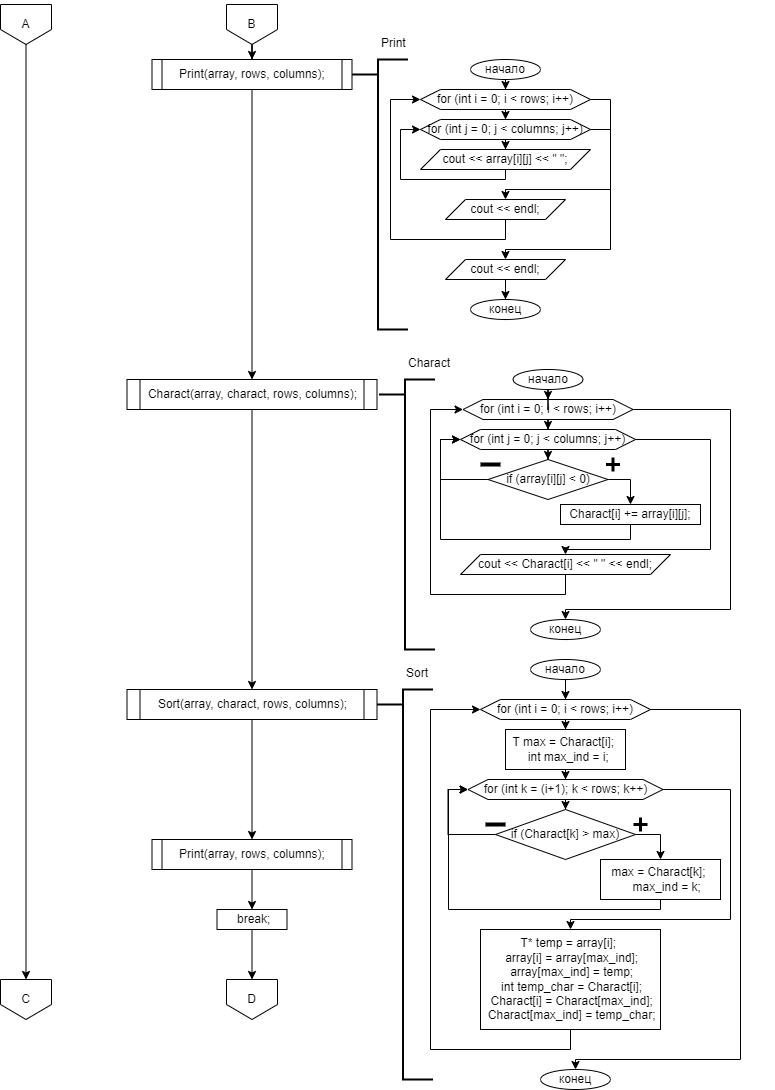 A
B
Print(array, rows, columns);
Print
начало
for (int i = 0; i < rows; i++)
for (int j = 0; j < columns; j++)
cout << array[i][j] << " ";
cout << endl;
cout << endl;
конец
Charact(array, charact, rows, columns);
Charact
начало
for (int i = 0; i < rows; i++)
for (int j = 0; j < columns; j++)
if (array[i][j] < 0)
Charact[i] += array[i][j];
cout << Charact[i] << " " << endl;
конец
Sort(array, charact, rows, columns);
Sort
начало
for (int i = 0; i < rows; i++)
T max = Charact[i];
int max_ind = i;
for (int k = (i+1); k < rows; k++)
if (Charact[k] > max)
max = Charact[k];
max_ind = k;
T* temp = array[i];
array[i] = array[max_ind];
array[max_ind] = temp;
int temp_char = Charact[i];
Charact[i] = Charact[max_ind];
Charact[max_ind] = temp_char;
конец
Print(array, rows, columns);
break;
C
D